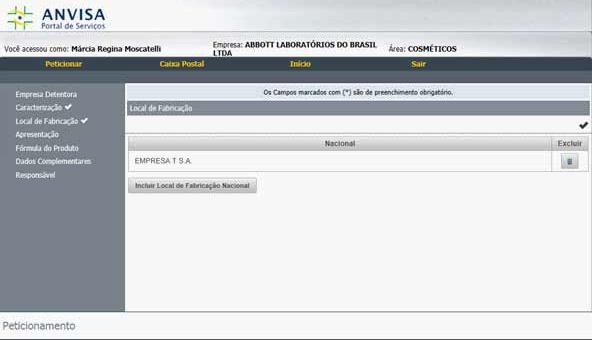 ANVISA
Portal de Serviços
Você acessou como: Márcia Regina Moscatelli
Empresa: ABBOTT LABORATÓRIOS DO BRASIL
LTDA
Área: COSMÉTICOS
Peticionar Caixa Postal Início Sair
Empresa Detentora
Caracterização
Local de Fabricação
Apresentação
Fórmula do Produto
Dados Complementares
Responsável
Os Campos marcados com (*) são de preenchimento obrigatório.
Local de Fabricação
Nacional Excluir
EMPRESA T S.A.
Incluir Local de Fabricação Nacional
Peticionamento